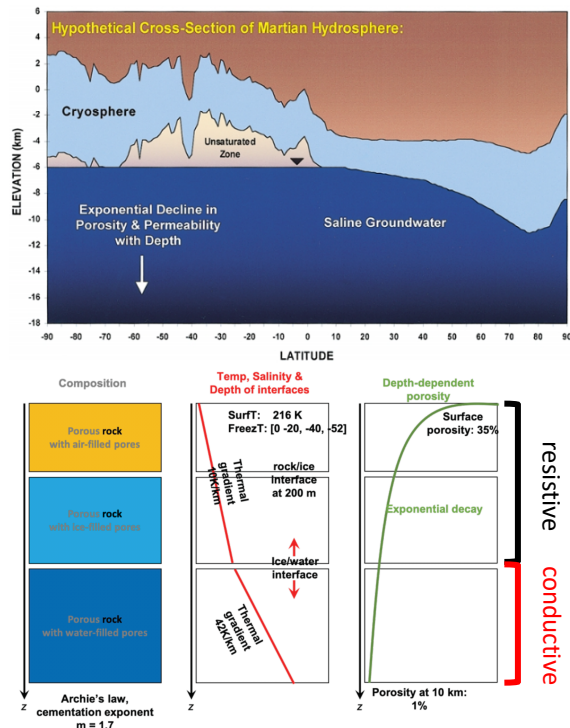 Hypothetical Cross-Section of Martian Hydrosphere:
6
4
2
0
-2
-4
-6
-8
-10
-12
-14
-16
-18
ELEVATION (km)
Cryosphere
Unsaturated
Zone
Exponential Decline in
Porosity & Permeability
with Depth
Saline Groundwater
-90 -80 -70 -60 -50 -40 -30 -20 -10 0 10 20 30 40 50 60 70 80 90
LATITUDE
Composition
Porous rock
with air-filled pores
Porous rock
with ice-filled pores
Porous rock
with water-filled pores
z
Archie's law,
cementation exponent
m = 1.7
Temp, Salinity &
Depth of interfaces
SurfT: 216 K
FreezT: [0 -20, -40, -52]
Thermal
gradient
10K/km
rock/ice
interface
at 200 m
Ice/water
interface
Thermal
gradient
42K/km
z
Depth-dependent
porosity
Surface
porosity: 35%
Exponential decay
z
Porosity at 10 km:
1%
resistive
conductive